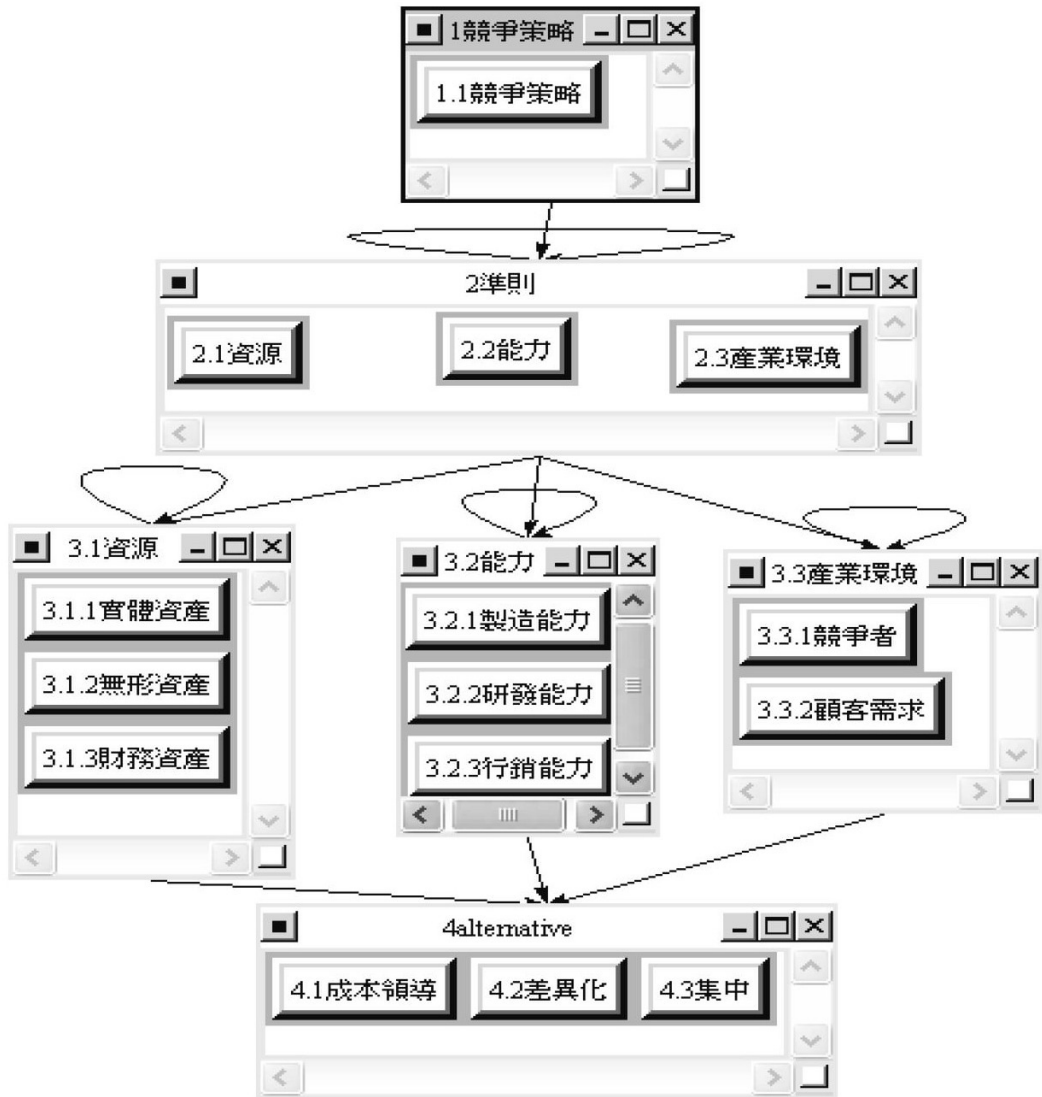 1競爭策略
1.1競爭策略
2準則
2.1資源
2.2能力
2.3產業環境
3.1資源
3.1.1實體資產
3.1.2無形資產
3.1.3財務資產
3.2能力
3.2.1製造能力
3.2.2研發能力
3.2.3行銷能力
3.3產業環境
3.3.1競爭者
3.3.2顧客需求
4alternative
4.1成本領導
4.2差異化
4.3集中